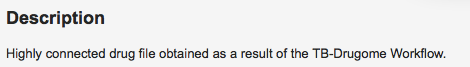 Description
Highly connected drug file obtained as a result of the TB-Drugome Workflow.